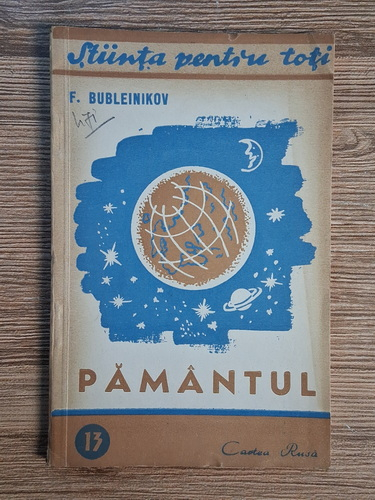 Știința pentru toți
F. BUBLEINIKOV
PĂMÂNTUL
13
Cartea Rusă